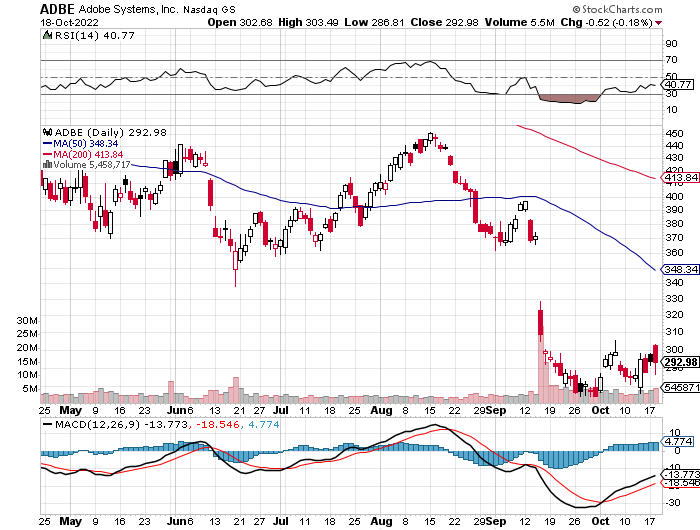 ADBE Adobe Systems, Inc. Nasdaq GS © StockCharts.com
18-Oct-2022 Open 302.68 High 303.49 Low 286.81 Close 292.98 Volume 5.5M Chg -0.52 (-0.18%)
RSI(14) 40.77
90
70
50
40.77
30
10
ADBE (Daily) 292.98
MA(50) 348.34
MA(200) 413.84
Volume 5,458,717
450
440
430
420
413.84
410
400
390
380
370
360
350
348.34
340
330
320
310
300
292.98
290
280
5458717
30M
25M
20M
15M
10M
5M
25 May 9 16 23 Jun 6 13 21 27 Jul 11 18 25 Aug 8 15 22 29 Sep 12 19 26 Oct 10 17
MACD(12,26,9) -13.773, -18.546, 4.774
10
4.774
0
-10
-13.773
-18.546
-30
25 May 9 16 23 Jun 6 13 21 27 Jul 11 18 25 Aug 8 15 22 29 Sep 12 19 26 Oct 10 17